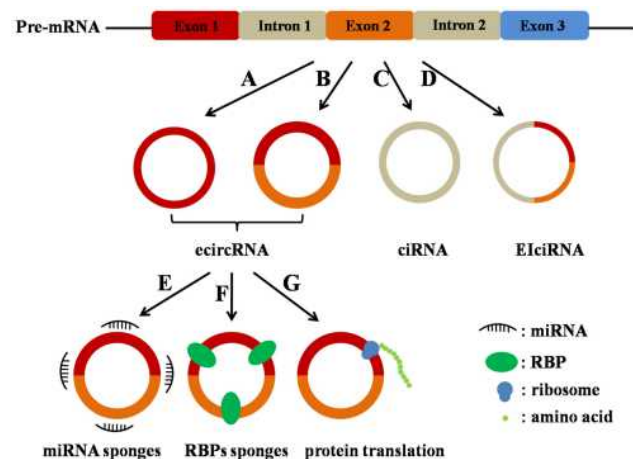 Pre-mRNA Exon 1 Intron 1 Exon 2 Intron 2 Exon 3
A B C D
ecircRNA ciRNA EIciRNA
E F G
: miRNA
: RBP
: ribosome
: amino acid
miRNA sponges RBPs sponges protein translation